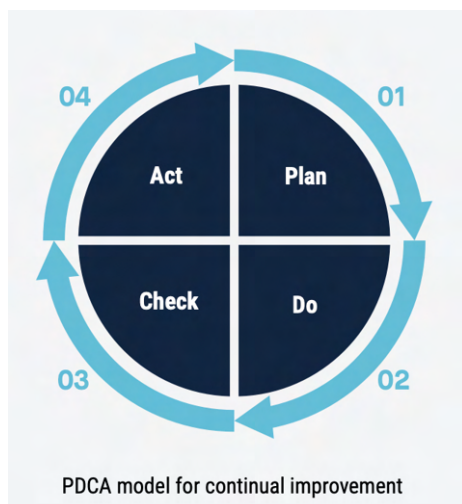 04
01
Act
Plan
Check
Do
03
02
PDCA model for continual improvement